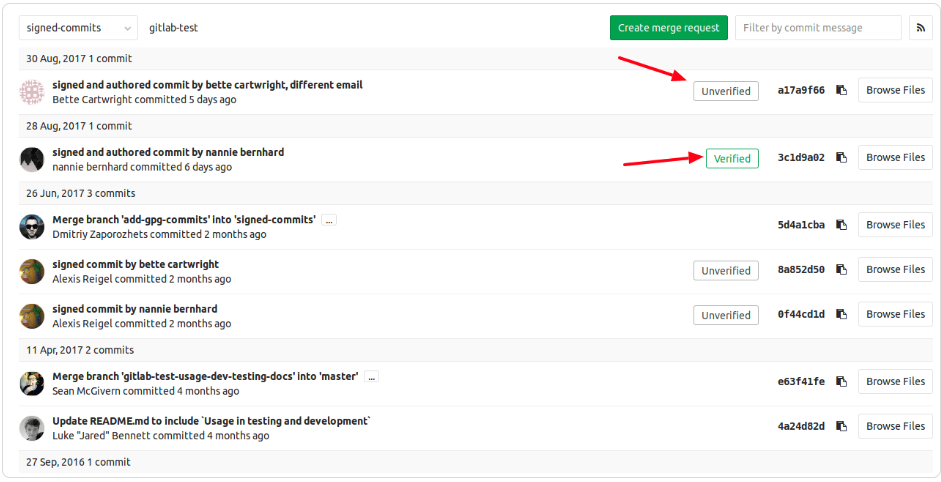 signed-commits gitlab-test Create merge request Filter by commit message
30 Aug, 2017 1 commit
signed and authored commit by bette cartwright, different email
Bette Cartwright committed 5 days ago
Unverified a17a9f66 Browse Files
28 Aug, 2017 1 commit
signed and authored commit by nannie bernhard
nannie bernhard committed 6 days ago
Verified 3c1d9a02 Browse Files
26 Jun, 2017 3 commits
Merge branch 'add-gpg-commits' into 'signed-commits' ...
Dmitriy Zaporozhets committed 2 months ago
5d4a1cba Browse Files
signed commit by bette cartwright
Alexis Reigel committed 2 months ago
Unverified 8a852d50 Browse Files
signed commit by nannie bernhard
Alexis Reigel committed 2 months ago
Unverified 0f44cd1d Browse Files
11 Apr, 2017 2 commits
Merge branch 'gitlab-test-usage-dev-testing-docs' into 'master' ...
Sean McGivern committed 4 months ago
e63f41fe Browse Files
Update README.md to include `Usage in testing and development`
Luke "Jared" Bennett committed 4 months ago
4a24d82d Browse Files
27 Sep, 2016 1 commit